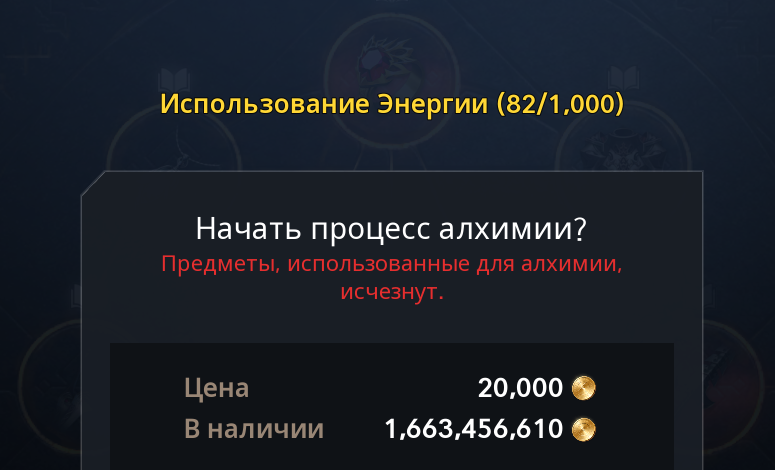 Использование Энергии (82/1,000)
Начать процесс алхимии?
Предметы, использованные для алхимии,
исчезнут.
Цена 20,000
В наличии 1,663,456,610